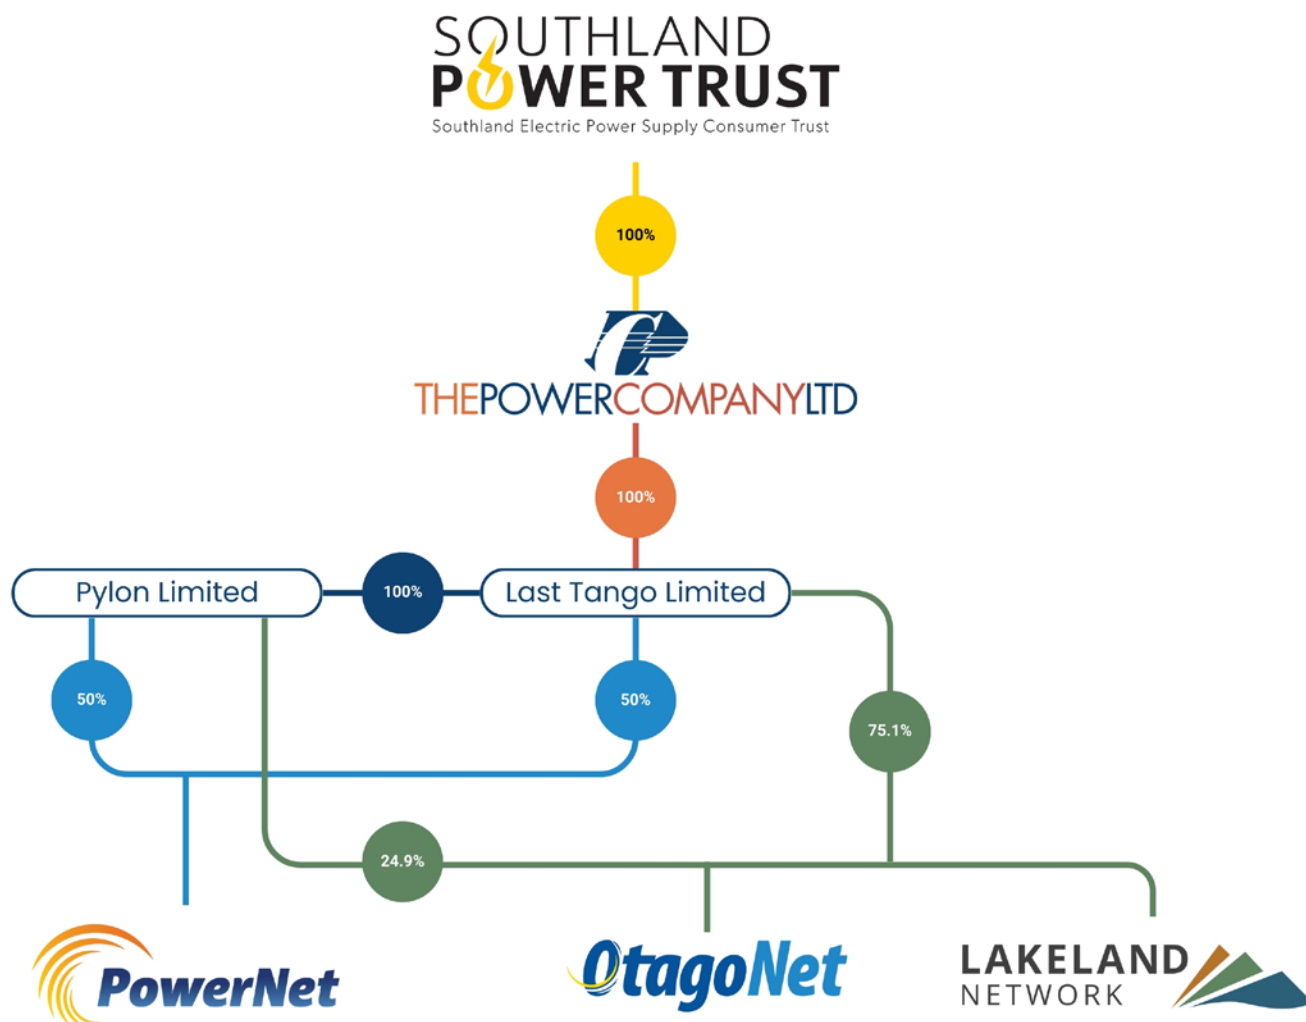 SOUTHLAND
POWER TRUST
Southland Electric Power Supply Consumer Trust
100%
THEPOWERCOMPANYLTD
100%
Pylon Limited
100%
Last Tango Limited
50%
50%
75.1%
24.9%
PowerNet
OtagoNet
LAKELAND
NETWORK